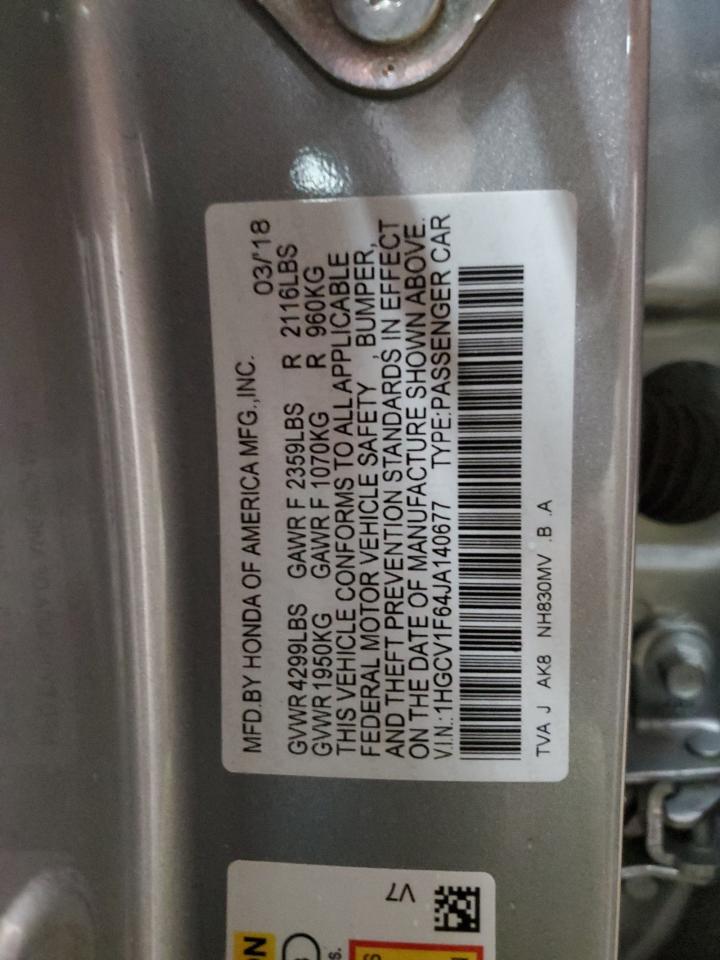 MFD.BY HONDA OF AMERICA MFG.,INC. 03/'18
GVWR 4299LBS GAWR F 2359LBS R 2116LBS
GVWR 1950KG GAWR F 1070KG R 960KG
THIS VEHICLE CONFORMS TO ALL APPLICABLE
FEDERAL MOTOR VEHICLE SAFETY , BUMPER,
AND THEFT PREVENTION STANDARDS IN EFFECT
ON THE DATE OF MANUFACTURE SHOWN ABOVE.
V.I.N.:1HGCV1F64JA140677 TYPE:PASSENGER CAR
TVA J AK8 NH830MV .B .A
V7